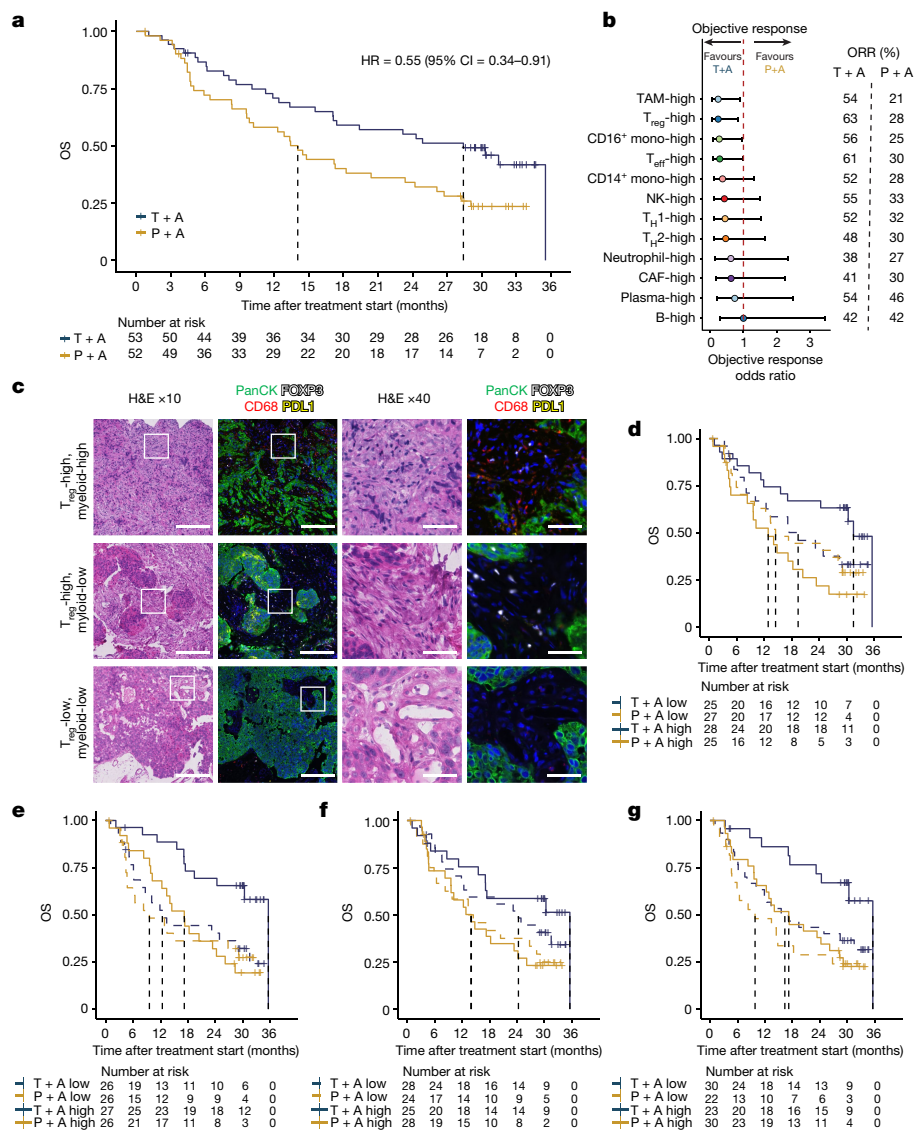 a
1.00
0.75
0.50
0.25
0
OS
HR = 0.55 (95% CI = 0.34–0.91)
T + A
P + A
0 3 6 9 12 15 18 21 24 27 30 33 36
Time after treatment start (months)
Number at risk
T + A 53 50 44 39 36 34 30 29 28 26 18 8 0
P + A 52 49 36 33 29 22 20 18 17 14 7 2 0
b
Objective response
Favours T+A
Favours P+A
ORR (%)
T + A P + A
TAM-high 54 21
Treg-high 63 28
CD16+ mono-high 56 25
Teff-high 61 30
CD14+ mono-high 52 28
NK-high 55 33
TH1-high 52 32
TH2-high 48 30
Neutrophil-high 38 27
CAF-high 41 30
Plasma-high 54 46
B-high 42 42
0 1 2 3
Objective response
odds ratio
c
H&E ×10
PanCK FOXP3
CD68 PDL1
H&E ×40
PanCK FOXP3
CD68 PDL1
Treg-high,
myeloid-high
Treg-high,
myeloid-low
Treg-low,
myeloid-low
d
1.00
0.75
0.50
0.25
0
OS
0 6 12 18 24 30 36
Time after treatment start (months)
Number at risk
T + A low 25 20 16 12 10 7 0
P + A low 27 20 17 12 12 4 0
T + A high 28 24 20 18 18 11 0
P + A high 25 16 12 8 5 3 0
e
1.00
0.75
0.50
0.25
0
OS
0 6 12 18 24 30 36
Time after treatment start (months)
Number at risk
T + A low 26 19 13 11 10 6 0
P + A low 26 15 12 9 9 4 0
T + A high 27 25 23 19 18 12 0
P + A high 26 21 17 11 8 3 0
f
1.00
0.75
0.50
0.25
0
OS
0 6 12 18 24 30 36
Time after treatment start (months)
Number at risk
T + A low 28 24 18 16 14 9 0
P + A low 24 17 14 10 9 5 0
T + A high 25 20 18 14 14 9 0
P + A high 28 19 15 10 8 2 0
g
1.00
0.75
0.50
0.25
0
OS
0 6 12 18 24 30 36
Time after treatment start (months)
Number at risk
T + A low 30 24 18 14 13 9 0
P + A low 22 13 10 7 6 3 0
T + A high 23 20 18 16 15 9 0
P + A high 30 23 19 13 11 4 0